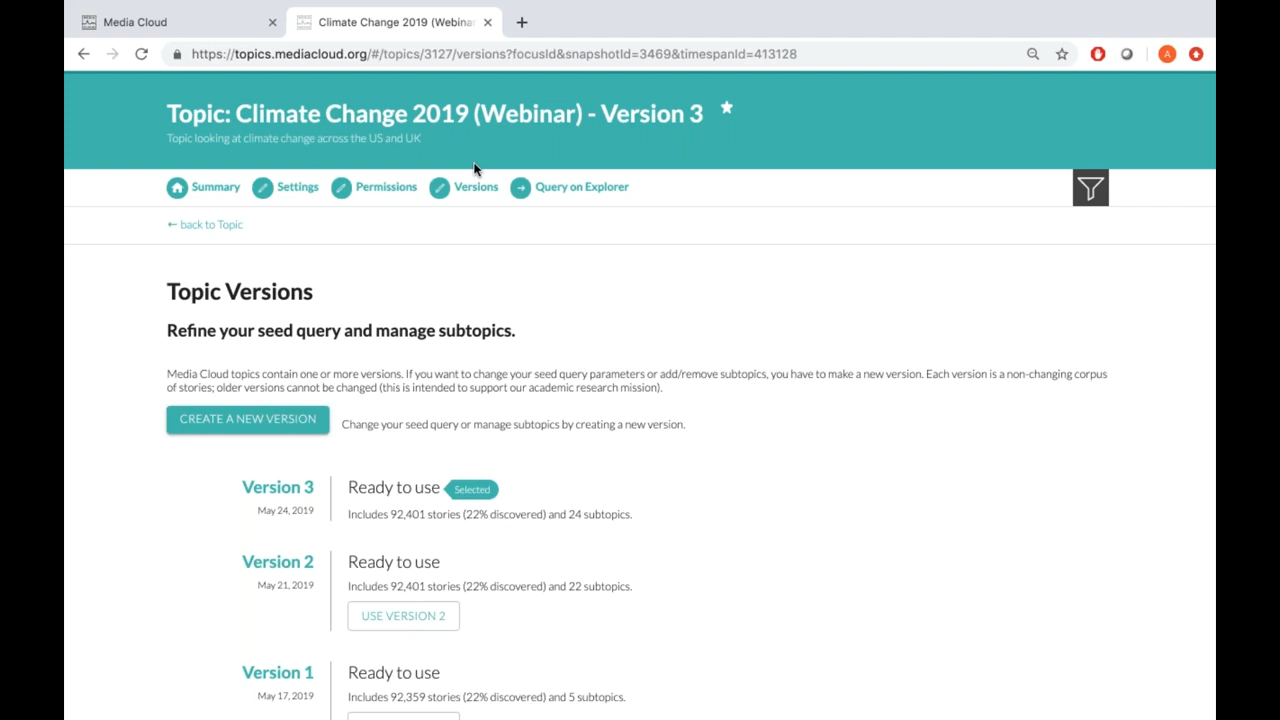 Media Cloud
Climate Change 2019 (Webinar
https://topics.mediacloud.org/#/topics/3127/versions?focusId&snapshotId=3469&timespanId=413128
A
Topic: Climate Change 2019 (Webinar) - Version 3
Topic looking at climate change across the US and UK
Summary Settings Permissions Versions Query on Explorer
← back to Topic
Topic Versions
Refine your seed query and manage subtopics.
Media Cloud topics contain one or more versions. If you want to change your seed query parameters or add/remove subtopics, you have to make a new version. Each version is a non-changing corpus
of stories; older versions cannot be changed (this is intended to support our academic research mission).
CREATE A NEW VERSION Change your seed query or manage subtopics by creating a new version.
Version 3 Ready to use Selected
May 24, 2019 Includes 92,401 stories (22% discovered) and 24 subtopics.
Version 2 Ready to use
May 21, 2019 Includes 92,401 stories (22% discovered) and 22 subtopics.
USE VERSION 2
Version 1 Ready to use
May 17, 2019 Includes 92,359 stories (22% discovered) and 5 subtopics.